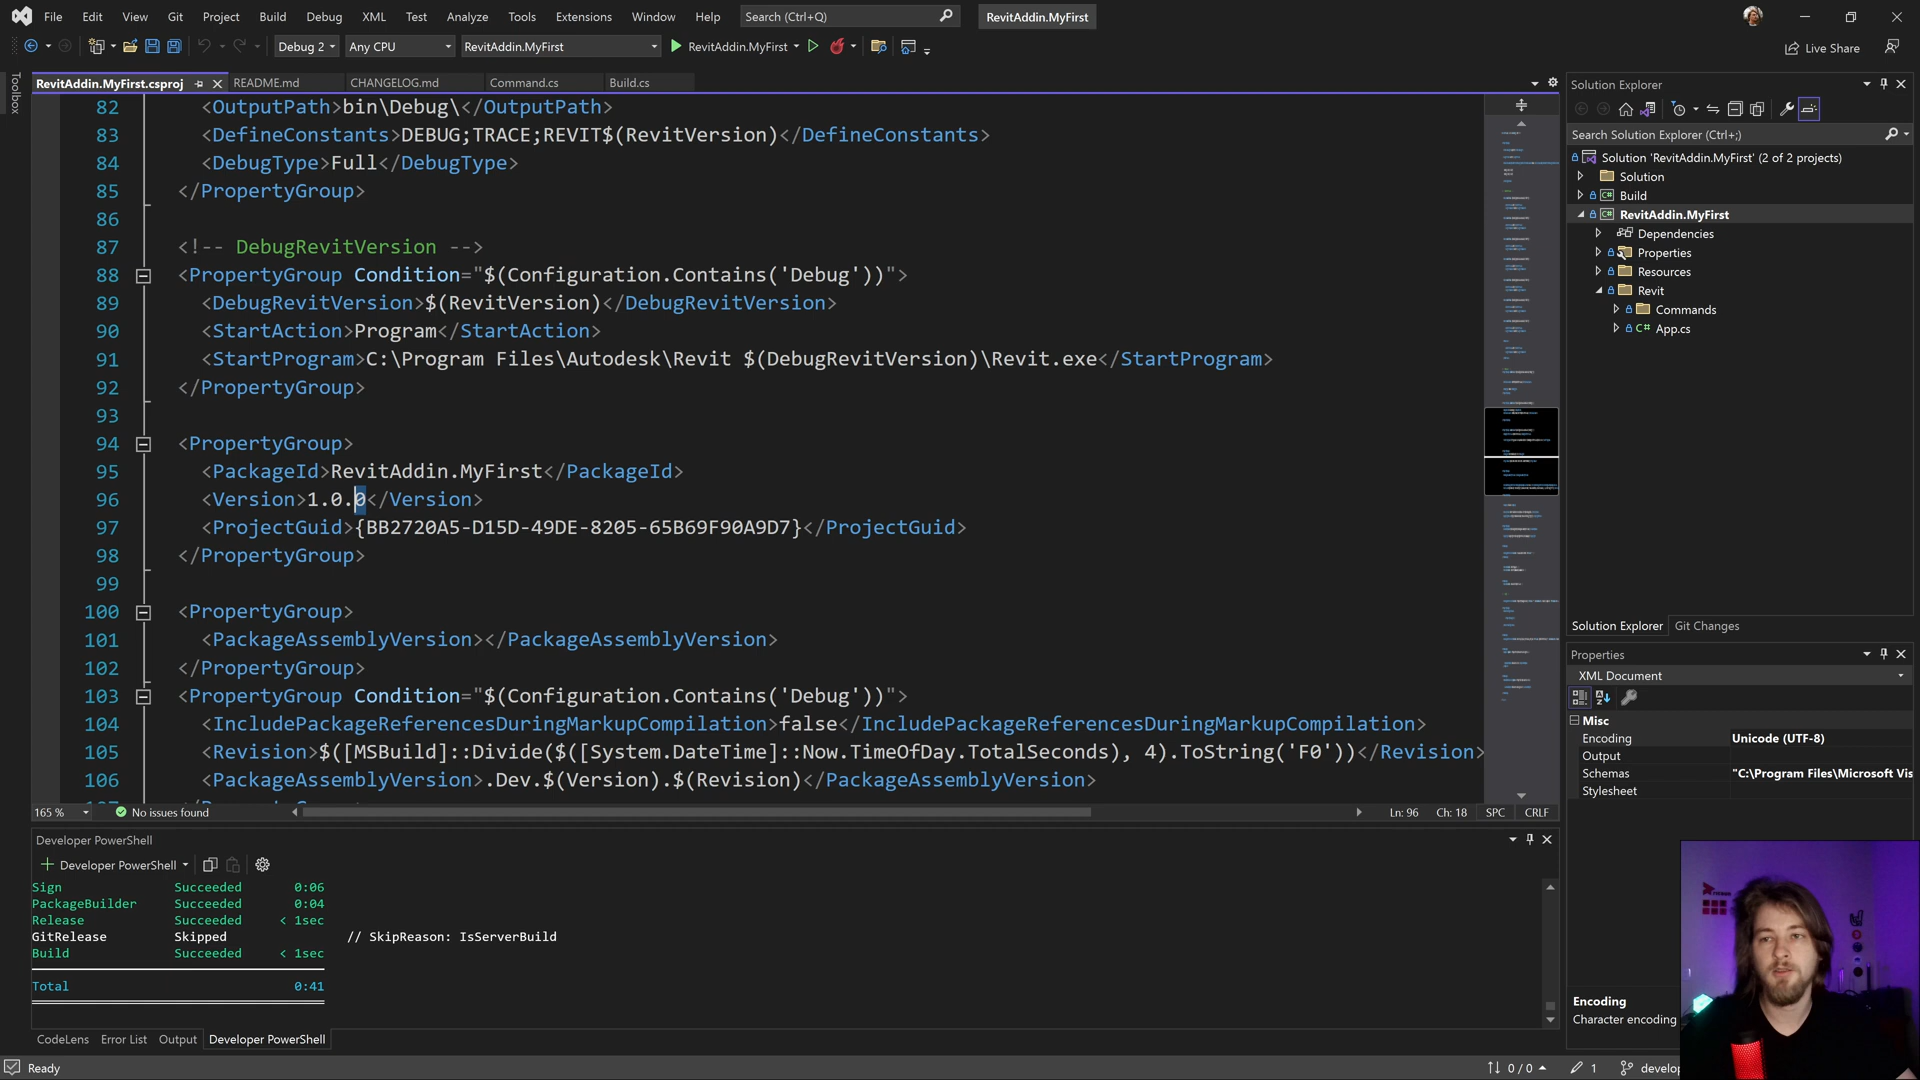 File Edit View Git Project Build Debug XML Test Analyze Tools Extensions Window Help Search (Ctrl+Q) RevitAddin.MyFirst
Debug 2 Any CPU RevitAddin.MyFirst RevitAddin.MyFirst Live Share
Toolbox
RevitAddin.MyFirst.csproj README.md CHANGELOG.md Command.cs Build.cs
82 <OutputPath>bin\Debug\</OutputPath>
83 <DefineConstants>DEBUG;TRACE;REVIT$(RevitVersion)</DefineConstants>
84 <DebugType>Full</DebugType>
85 </PropertyGroup>
86
87 <!-- DebugRevitVersion -->
88 <PropertyGroup Condition="$(Configuration.Contains('Debug'))">
89 <DebugRevitVersion>$(RevitVersion)</DebugRevitVersion>
90 <StartAction>Program</StartAction>
91 <StartProgram>C:\Program Files\Autodesk\Revit $(DebugRevitVersion)\Revit.exe</StartProgram>
92 </PropertyGroup>
93
94 <PropertyGroup>
95 <PackageId>RevitAddin.MyFirst</PackageId>
96 <Version>1.0.0</Version>
97 <ProjectGuid>{BB2720A5-D15D-49DE-8205-65B69F90A9D7}</ProjectGuid>
98 </PropertyGroup>
99
100 <PropertyGroup>
101 <PackageAssemblyVersion></PackageAssemblyVersion>
102 </PropertyGroup>
103 <PropertyGroup Condition="$(Configuration.Contains('Debug'))">
104 <IncludePackageReferencesDuringMarkupCompilation>false</IncludePackageReferencesDuringMarkupCompilation>
105 <Revision>$([MSBuild]::Divide($([System.DateTime]::Now.TimeOfDay.TotalSeconds), 4).ToString('F0'))</Revision>
106 <PackageAssemblyVersion>.Dev.$(Version).$(Revision)</PackageAssemblyVersion>
165 % No issues found Ln: 96 Ch: 18 SPC CRLF
Developer PowerShell
Developer PowerShell
Sign Succeeded 0:06
PackageBuilder Succeeded 0:04
Release Succeeded < 1sec
GitRelease Skipped // SkipReason: IsServerBuild
Build Succeeded < 1sec
Total 0:41
CodeLens Error List Output Developer PowerShell
Ready 0 / 0 1 develop
Solution Explorer
Search Solution Explorer (Ctrl+;)
Solution 'RevitAddin.MyFirst' (2 of 2 projects)
Solution
C# Build
C# RevitAddin.MyFirst
Dependencies
Properties
Resources
Revit
Commands
C# App.cs
Solution Explorer Git Changes
Properties
XML Document
Misc
Encoding Unicode (UTF-8)
Output
Schemas "C:\Program Files\Microsoft Vis
Stylesheet
Encoding
Character encoding